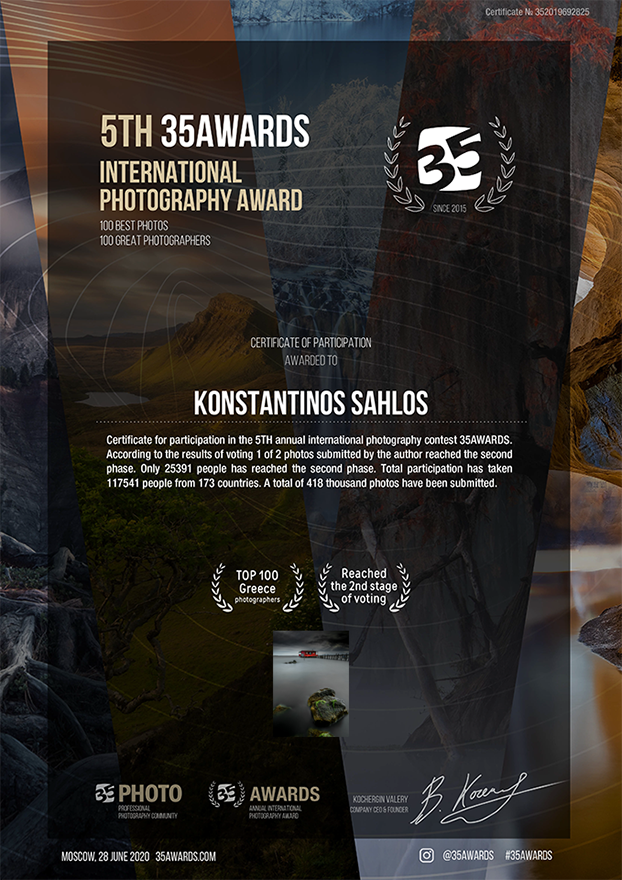 Certificate № 352019692825
5TH 35AWARDS
INTERNATIONAL
PHOTOGRAPHY AWARD
100 BEST PHOTOS
100 GREAT PHOTOGRAPHERS
35
SINCE 2015
CERTIFICATE OF PARTICIPATION
AWARDED TO
KONSTANTINOS SAHLOS
Certificate for participation in the 5TH annual international photography contest 35AWARDS.
According to the results of voting 1 of 2 photos submitted by the author reached the second
phase. Only 25391 people has reached the second phase. Total participation has taken
117541 people from 173 countries. A total of 418 thousand photos have been submitted.
TOP 100
Greece
photographers
Reached
the 2nd stage
of voting
35PHOTO
PROFESSIONAL
PHOTOGRAPHY COMMUNITY
35 AWARDS
ANNUAL INTERNATIONAL
PHOTOGRAPHY AWARD
KOCHERGIN VALERY
COMPANY CEO & FOUNDER
MOSCOW, 28 JUNE 2020 35AWARDS.COM
@35AWARDS #35AWARDS